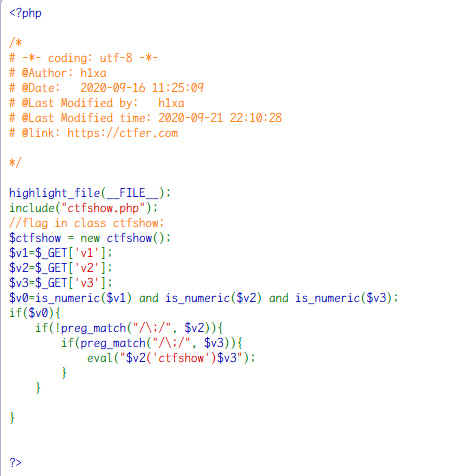 <?php
/*
# -*- coding: utf-8 -*-
# @Author: h1xa
# @Date:   2020-09-16 11:25:09
# @Last Modified by:   h1xa
# @Last Modified time: 2020-09-21 22:10:28
# @link: https://ctfer.com
*/
highlight_file(__FILE__);
include("ctfshow.php");
//flag in class ctfshow;
$ctfshow = new ctfshow();
$v1=$_GET['v1'];
$v2=$_GET['v2'];
$v3=$_GET['v3'];
$v0=is_numeric($v1) and is_numeric($v2) and is_numeric($v3);
if($v0){
    if(!preg_match("/\;/", $v2)){
        if(preg_match("/\;/", $v3)){
            eval("$v2('ctfshow')$v3");
        }
    }
}
?>